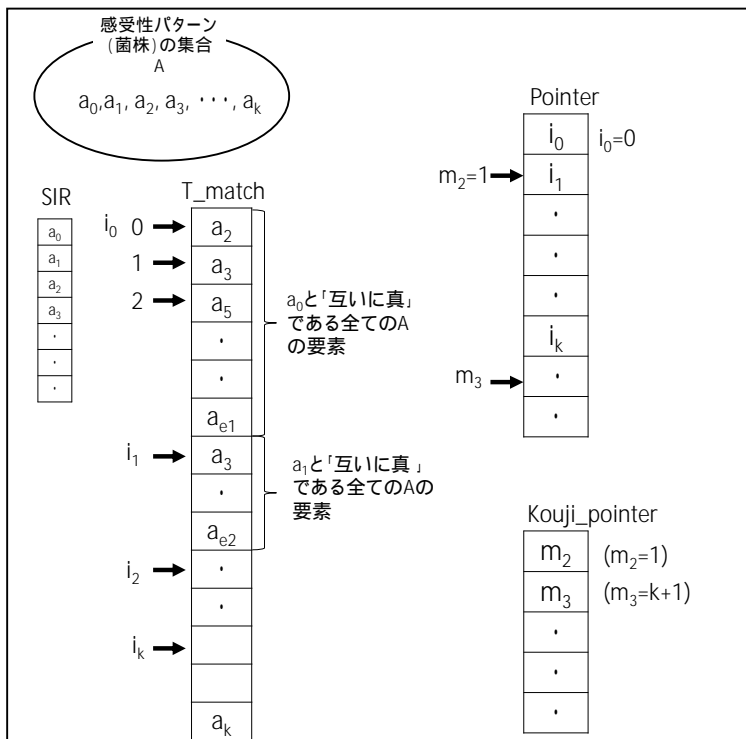 感受性パターン
(菌株)の集合
A
a0,a1, a2, a3, ･･･, ak
SIR
a0
a1
a2
a3
・
・
・
T_match
i0 0 a2
1 a3
2 a5
・
・
ae1
i1 a3
・
ae2
i2 ・
・
ik
ak
a0と｢互いに真」
である全てのA
の要素
a1と｢互いに真 」
である全てのAの
要素
Pointer
i0 i0=0
m2=1 i1
・
・
・
ik
m3 ・
・
Kouji_pointer
m2 (m2=1)
m3 (m3=k+1)
・
・
・